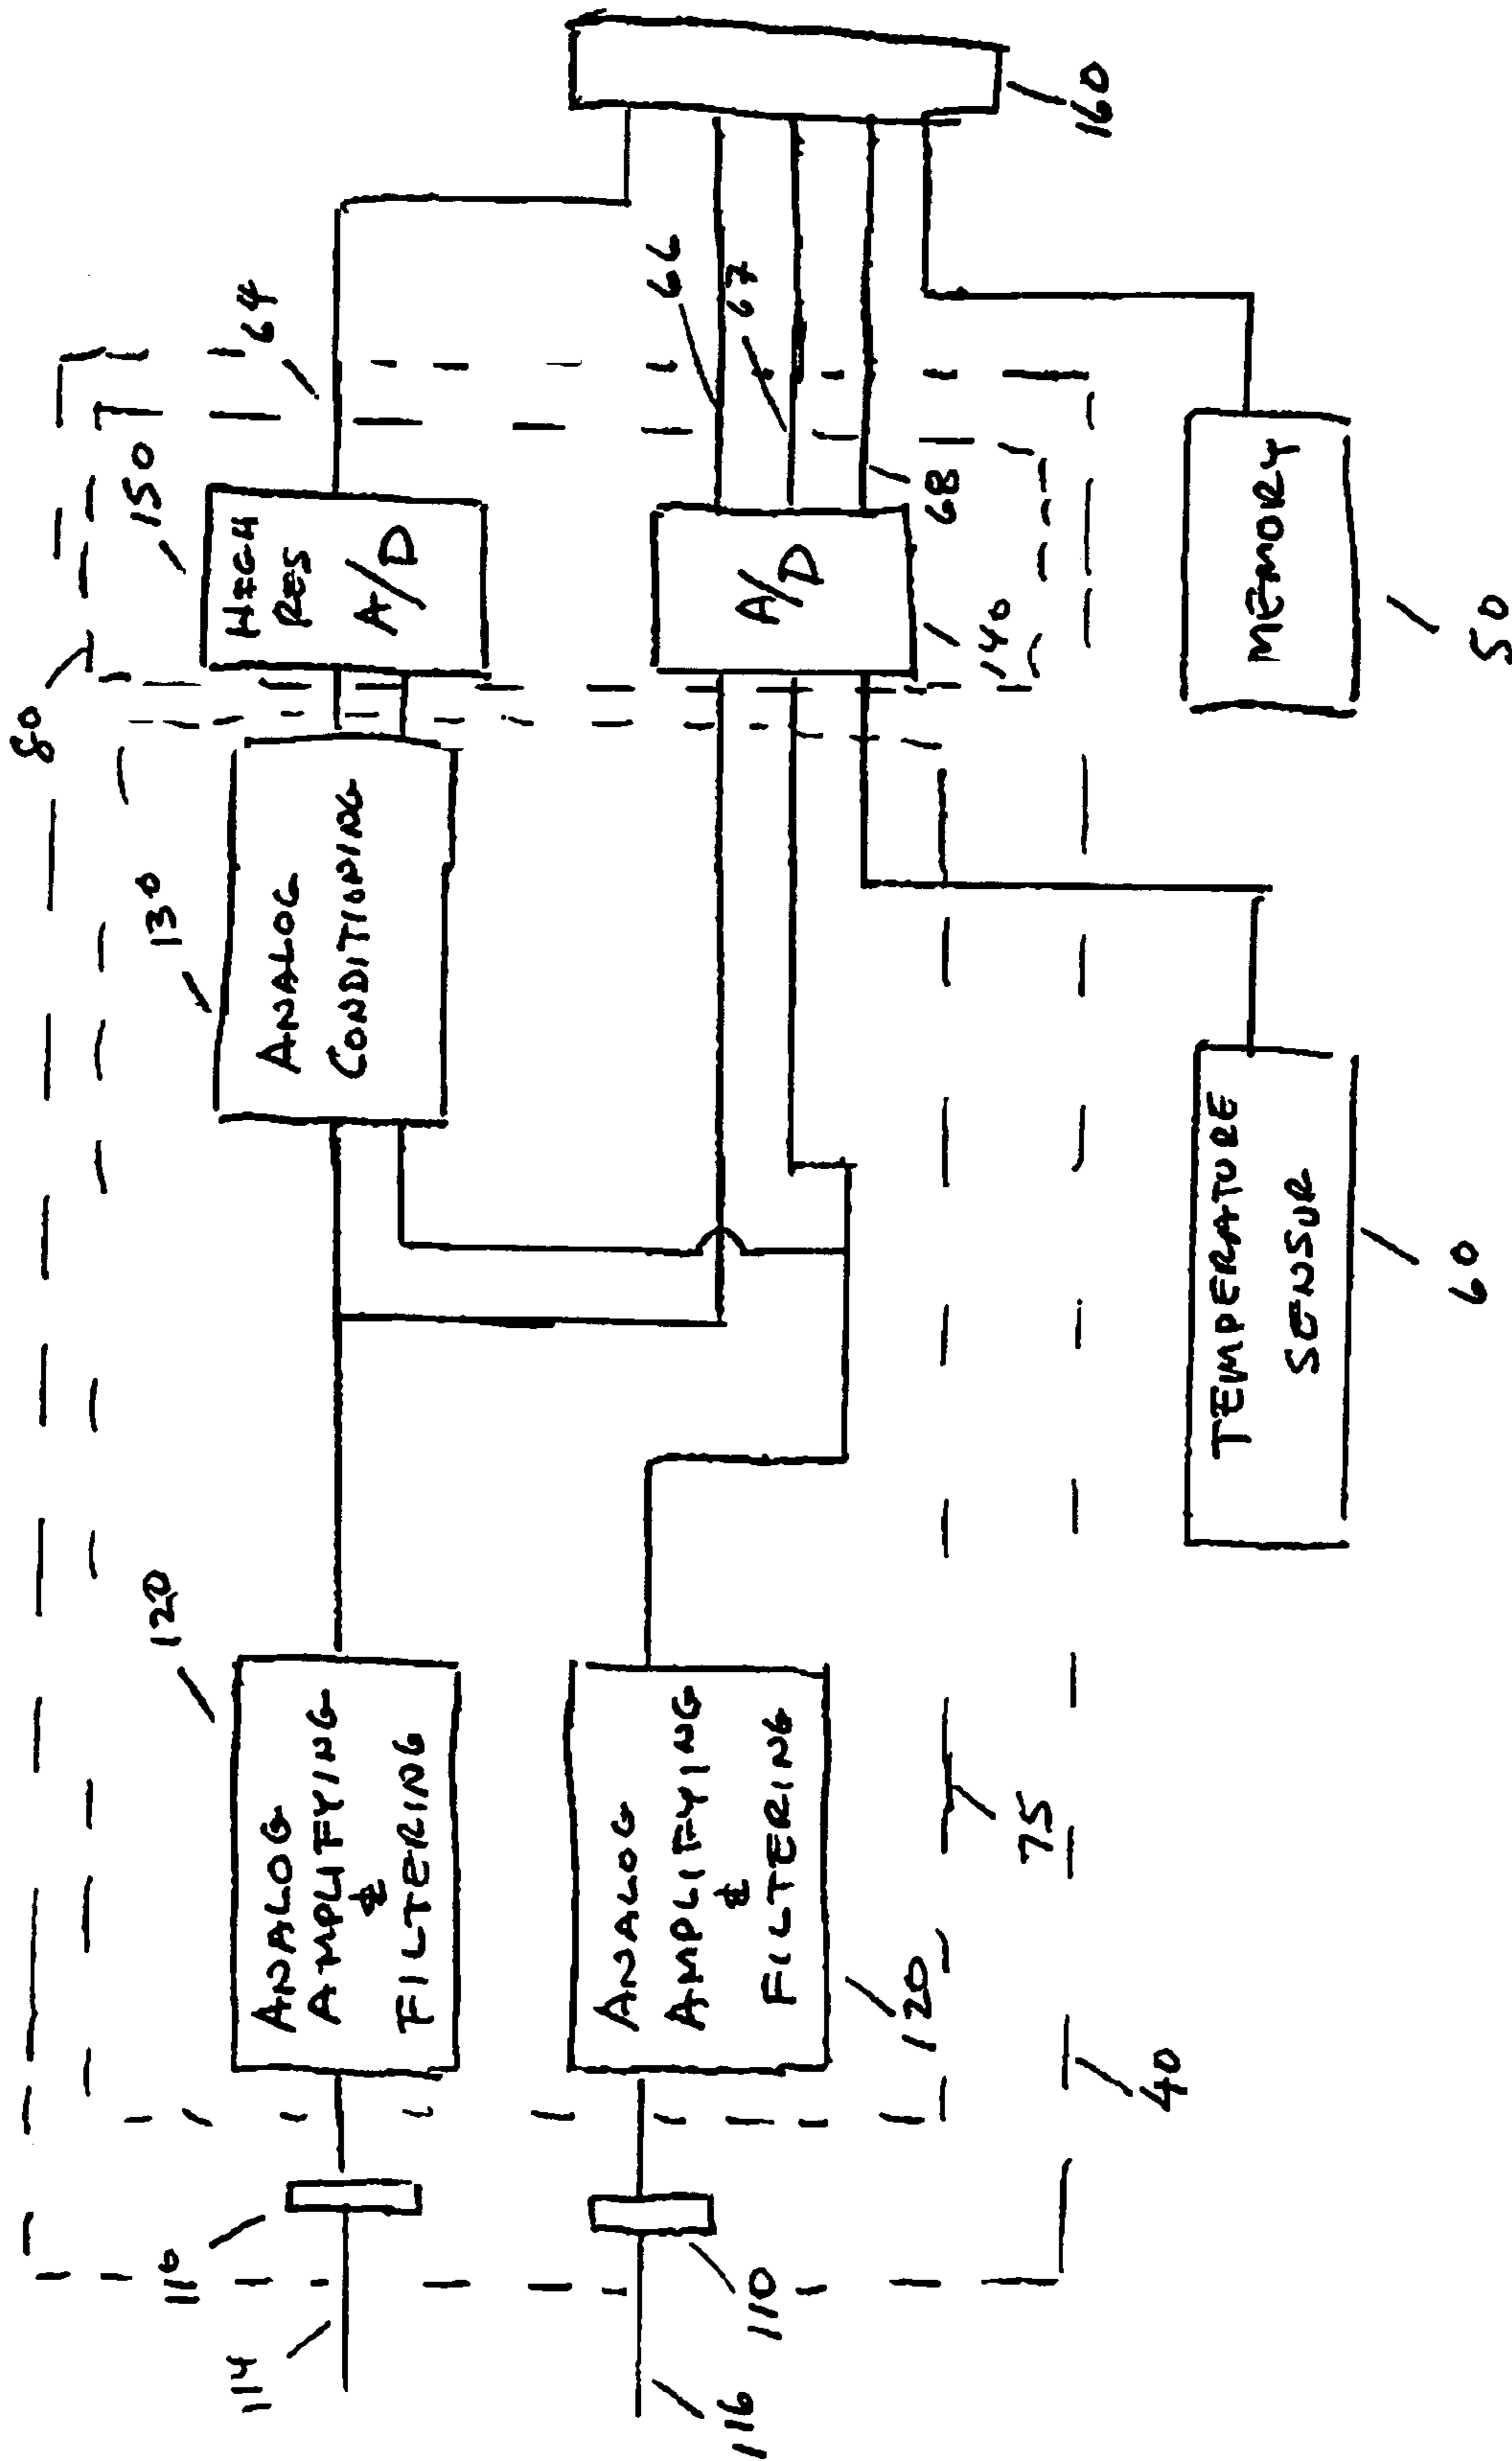 80
150
64
HIGH
RES
A/D
66
67
A/D
68
140
160
130
ANALOG
CONDITIONING
MEMORY
50
120
ANALOG
AMPLIFYING
&
FILTERING
ANALOG
AMPLIFYING
&
FILTERING
120
75
40
TEMPERATURE
SENSUR
60
110
114
110
116